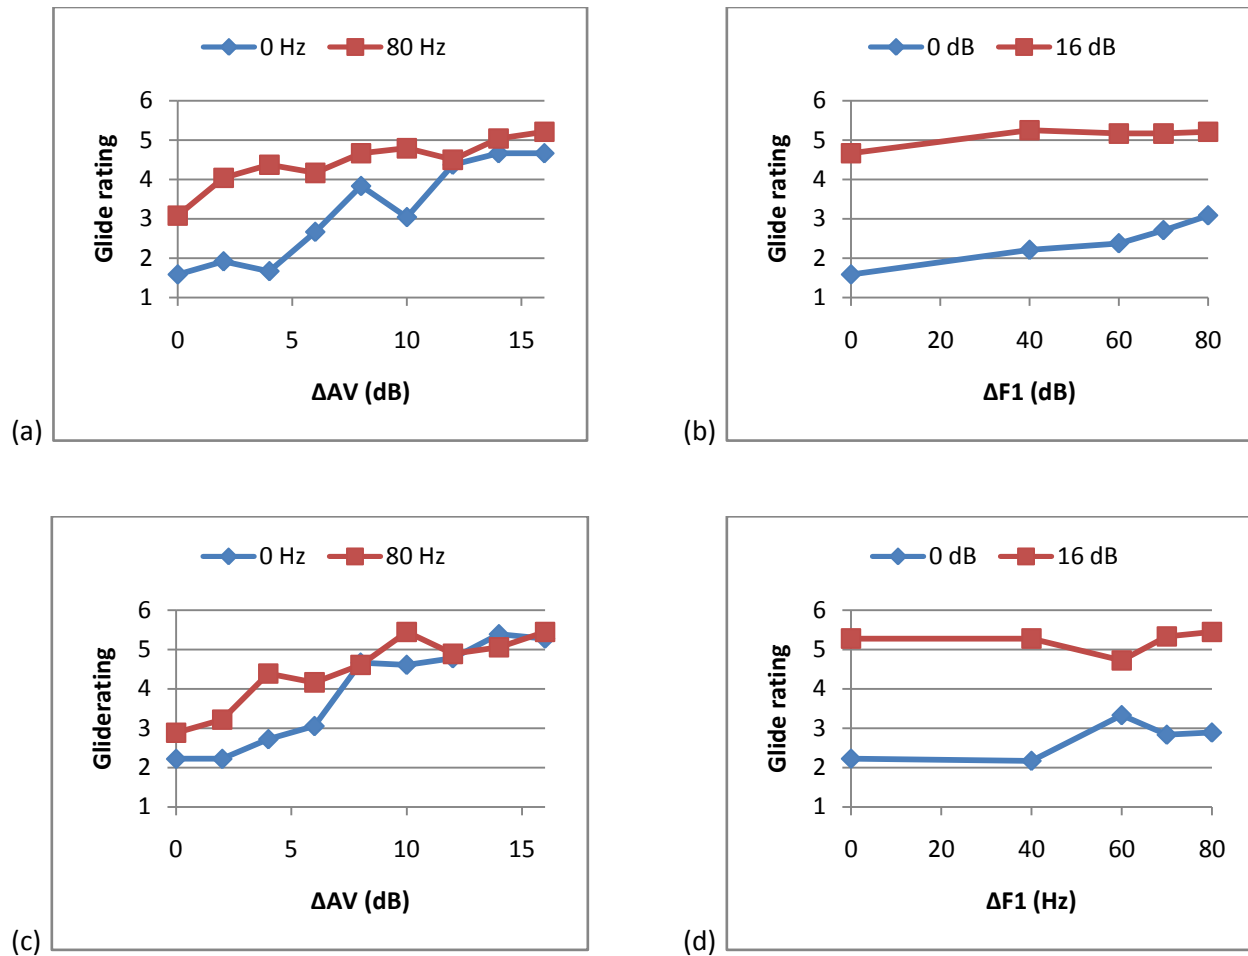 0 Hz 80 Hz
6
5
4
3
2
1
Glide rating
0 5 10 15
ΔAV (dB)
(a)
0 dB 16 dB
6
5
4
3
2
1
Glide rating
0 20 40 60 80
ΔF1 (dB)
(b)
0 Hz 80 Hz
6
5
4
3
2
1
Gliderating
0 5 10 15
ΔAV (dB)
(c)
0 dB 16 dB
6
5
4
3
2
1
Glide rating
0 20 40 60 80
ΔF1 (Hz)
(d)